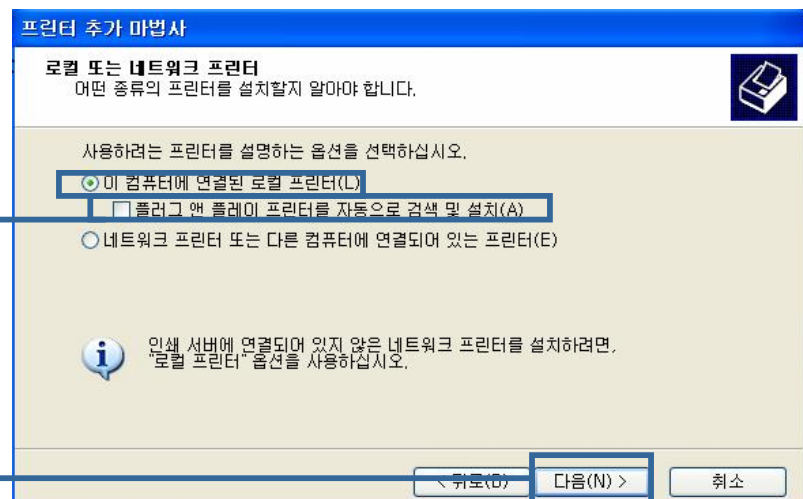 프린터 추가 마법사
로컬 또는 네트워크 프린터
어떤 종류의 프린터를 설치할지 알아야 합니다.
사용하려는 프린터를 설명하는 옵션을 선택하십시오.
이 컴퓨터에 연결된 로컬 프린터(L)
플러그 앤 플레이 프린터를 자동으로 검색 및 설치(A)
네트워크 프린터 또는 다른 컴퓨터에 연결되어 있는 프린터(E)
인쇄 서버에 연결되어 있지 않은 네트워크 프린터를 설치하려면,
"로컬 프린터" 옵션을 사용하십시오.
< 뒤로(B) 다음(N) > 취소